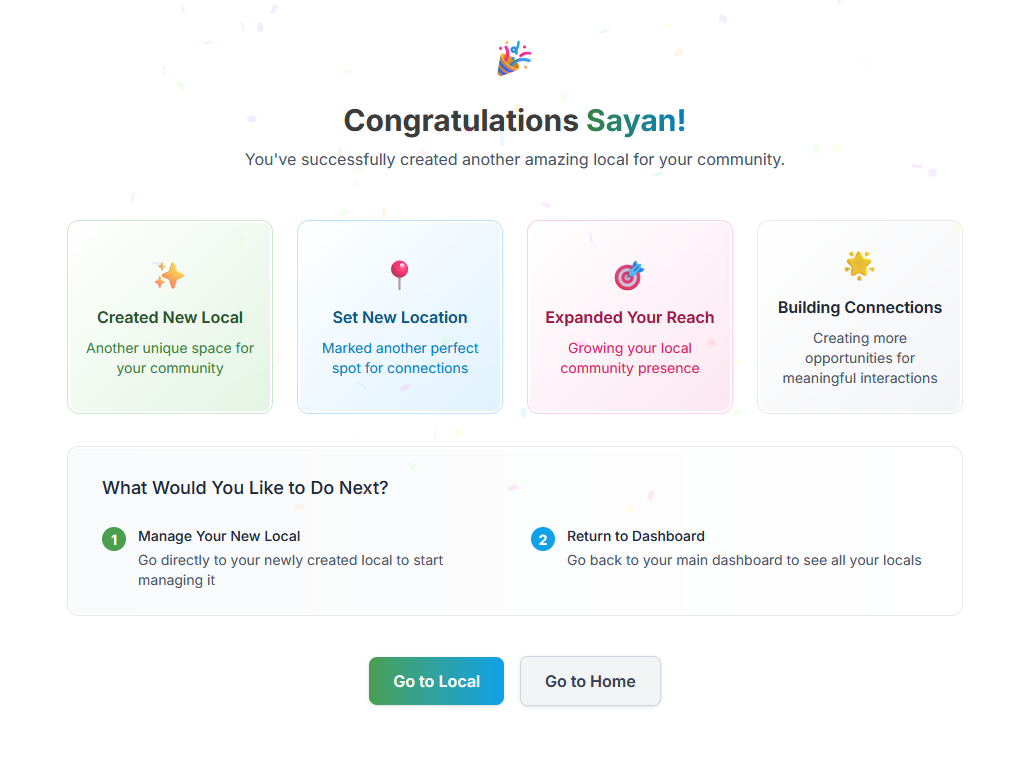 Congratulations Sayan!
You've successfully created another amazing local for your community.
Created New Local
Another unique space for
your community
Set New Location
Marked another perfect
spot for connections
Expanded Your Reach
Growing your local
community presence
Building Connections
Creating more
opportunities for
meaningful interactions
What Would You Like to Do Next?
1 Manage Your New Local
Go directly to your newly created local to start
managing it
2 Return to Dashboard
Go back to your main dashboard to see all your locals
Go to Local
Go to Home